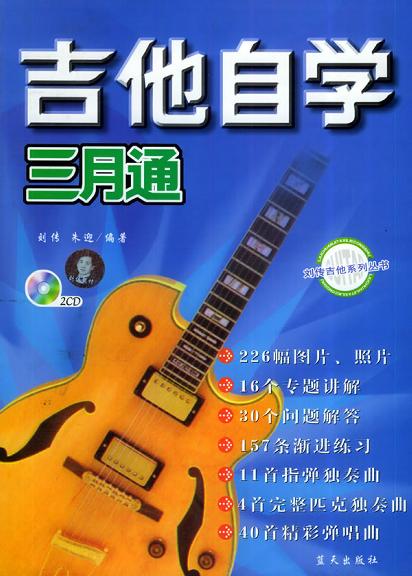 吉他自学
三月通
刘传 朱迎/编著
2CD
刘传吉他系列丛书
GUITAR
226幅图片、照片
16个专题讲解
30个问题解答
157条渐进练习
11首指弹独奏曲
4首完整匹克独奏曲
40首精彩弹唱曲
蓝天出版社